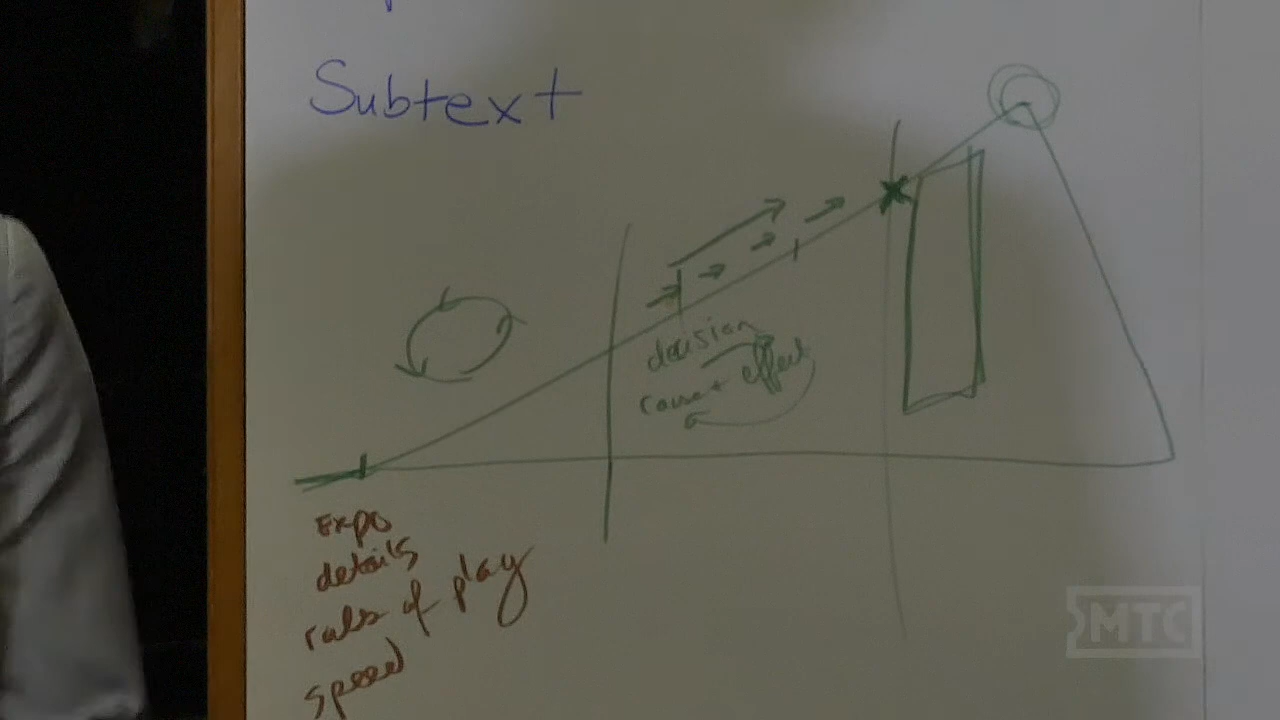 Subtext
decision
cause + effect
Expo
details
rules of play
speed
MTC